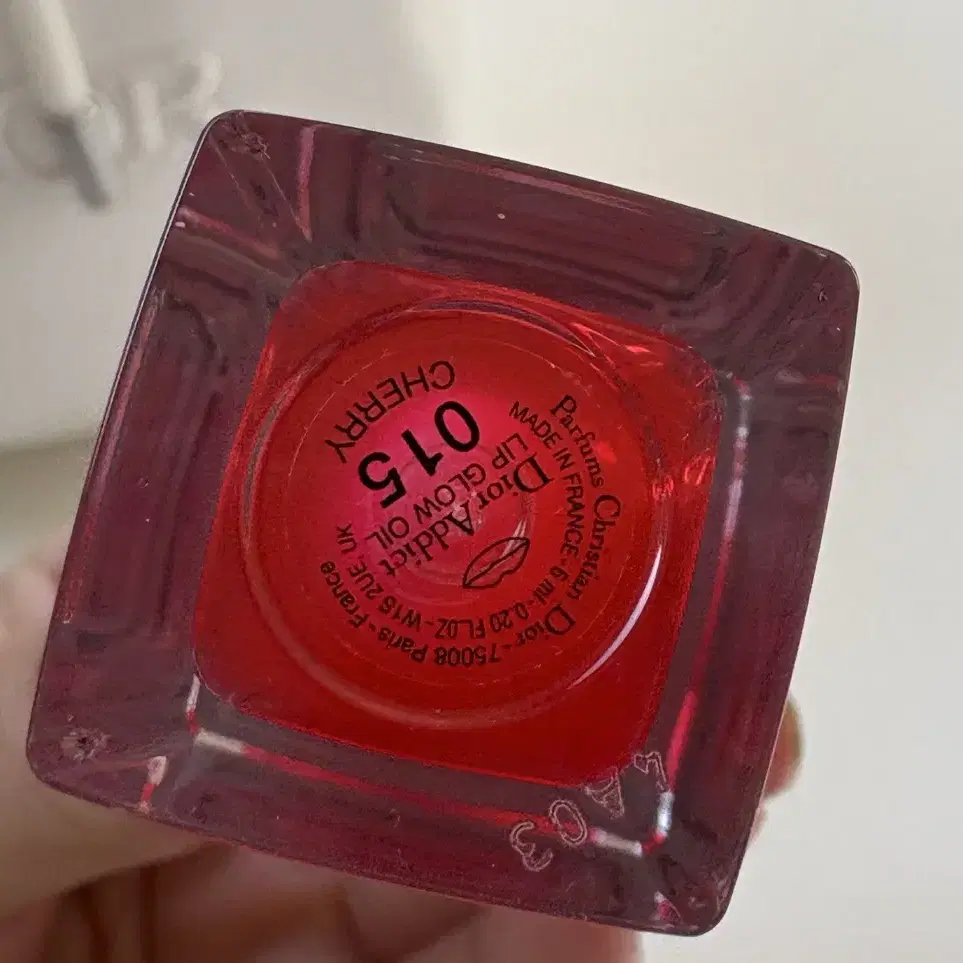 CHERRY
015
Dior Addict
LIP GLOW OIL
MADE IN FRANCE - 6 ml - 0.20 FL.OZ - W1S 2UE UK
Parfums Christian Dior - 75008 Paris - France